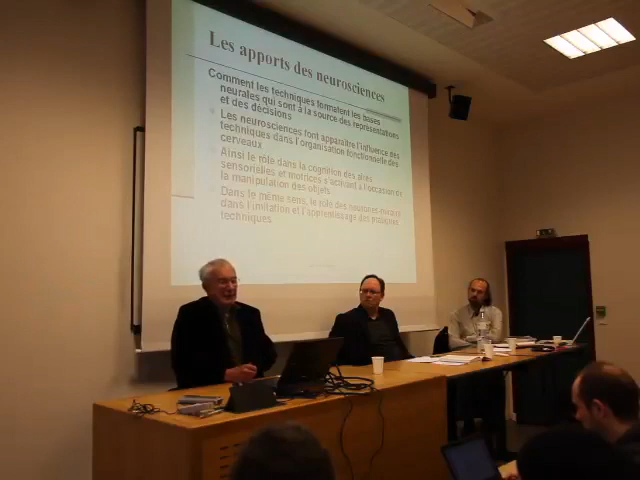 Les apports des neurosciences
Comment les techniques formatent les bases
neurales qui sont à la source des représentations
et des décisions
Les neurosciences font apparaître l'influence des
techniques dans l'organisation fonctionnelle des
cerveaux
Ainsi le rôle dans la cognition des aires
sensorielles et motrices s'activant à l'occasion de
la manipulation des objets
Dans le même sens, le rôle des neurones miroirs
dans l'imitation et l'apprentissage des pratiques
techniques